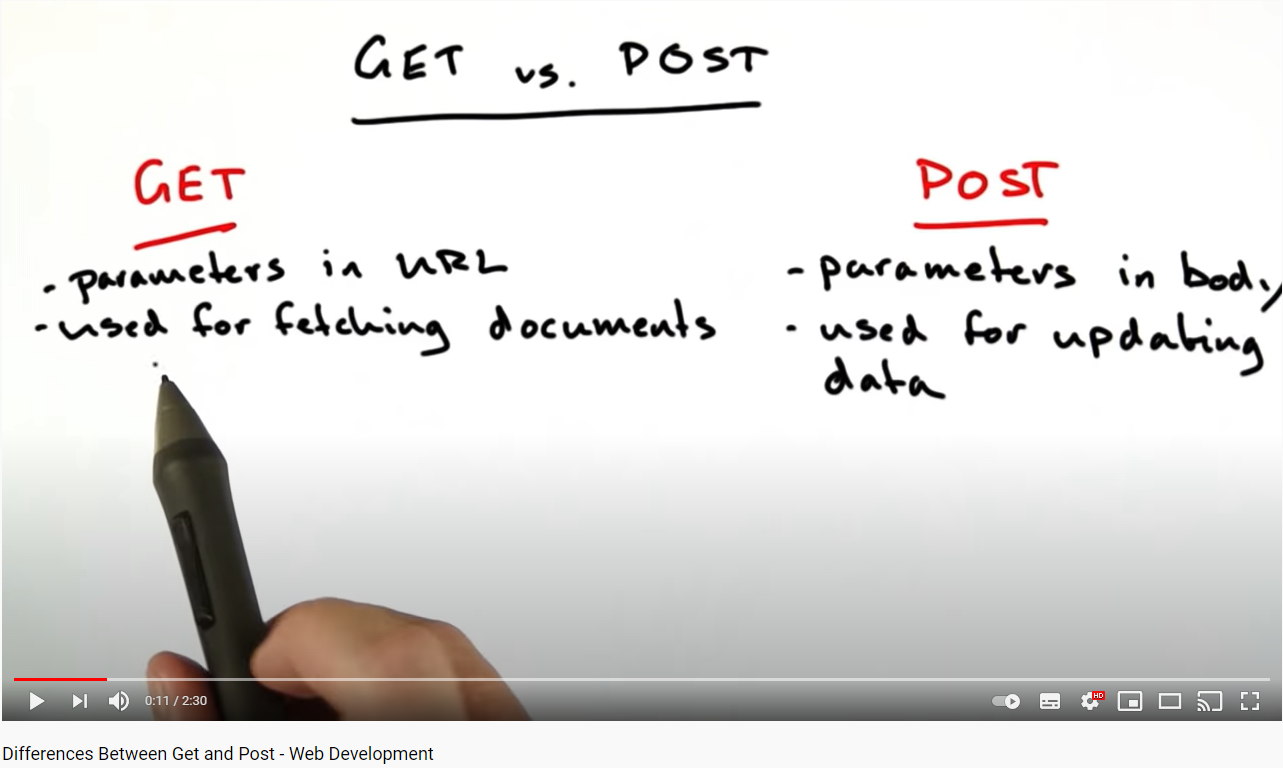 GET vs. POST
GET
- parameters in URL
- used for fetching documents
POST
- parameters in body
- used for updating
data
0:11 / 2:30
HD
Differences Between Get and Post - Web Development